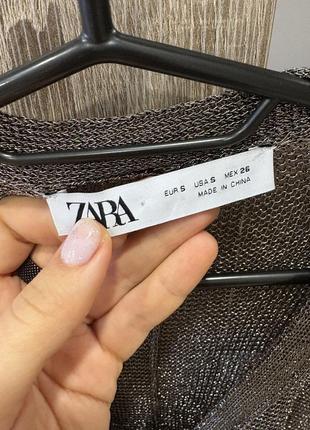 ZARA
EUR S USA S MEX 26
MADE IN CHINA